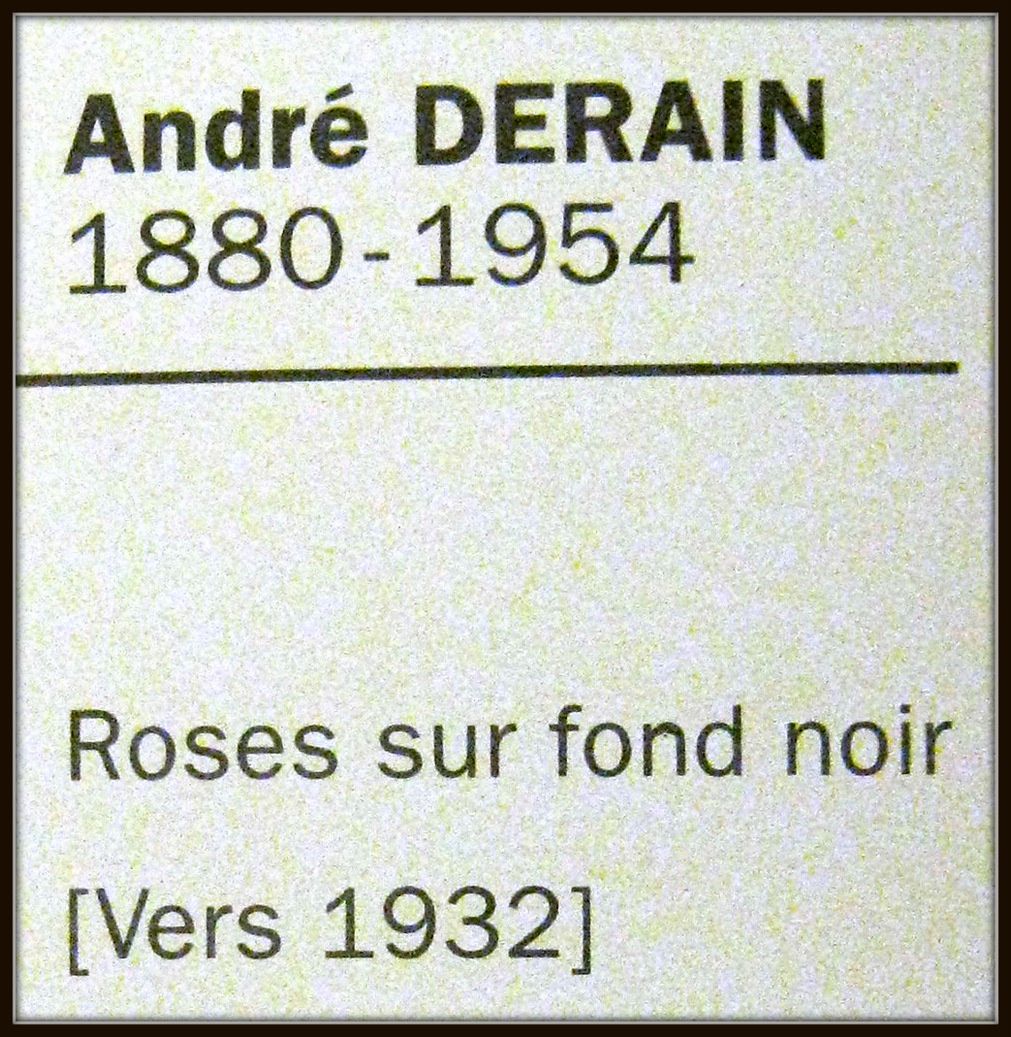 André DERAIN
1880-1954
Roses sur fond noir
[Vers 1932]